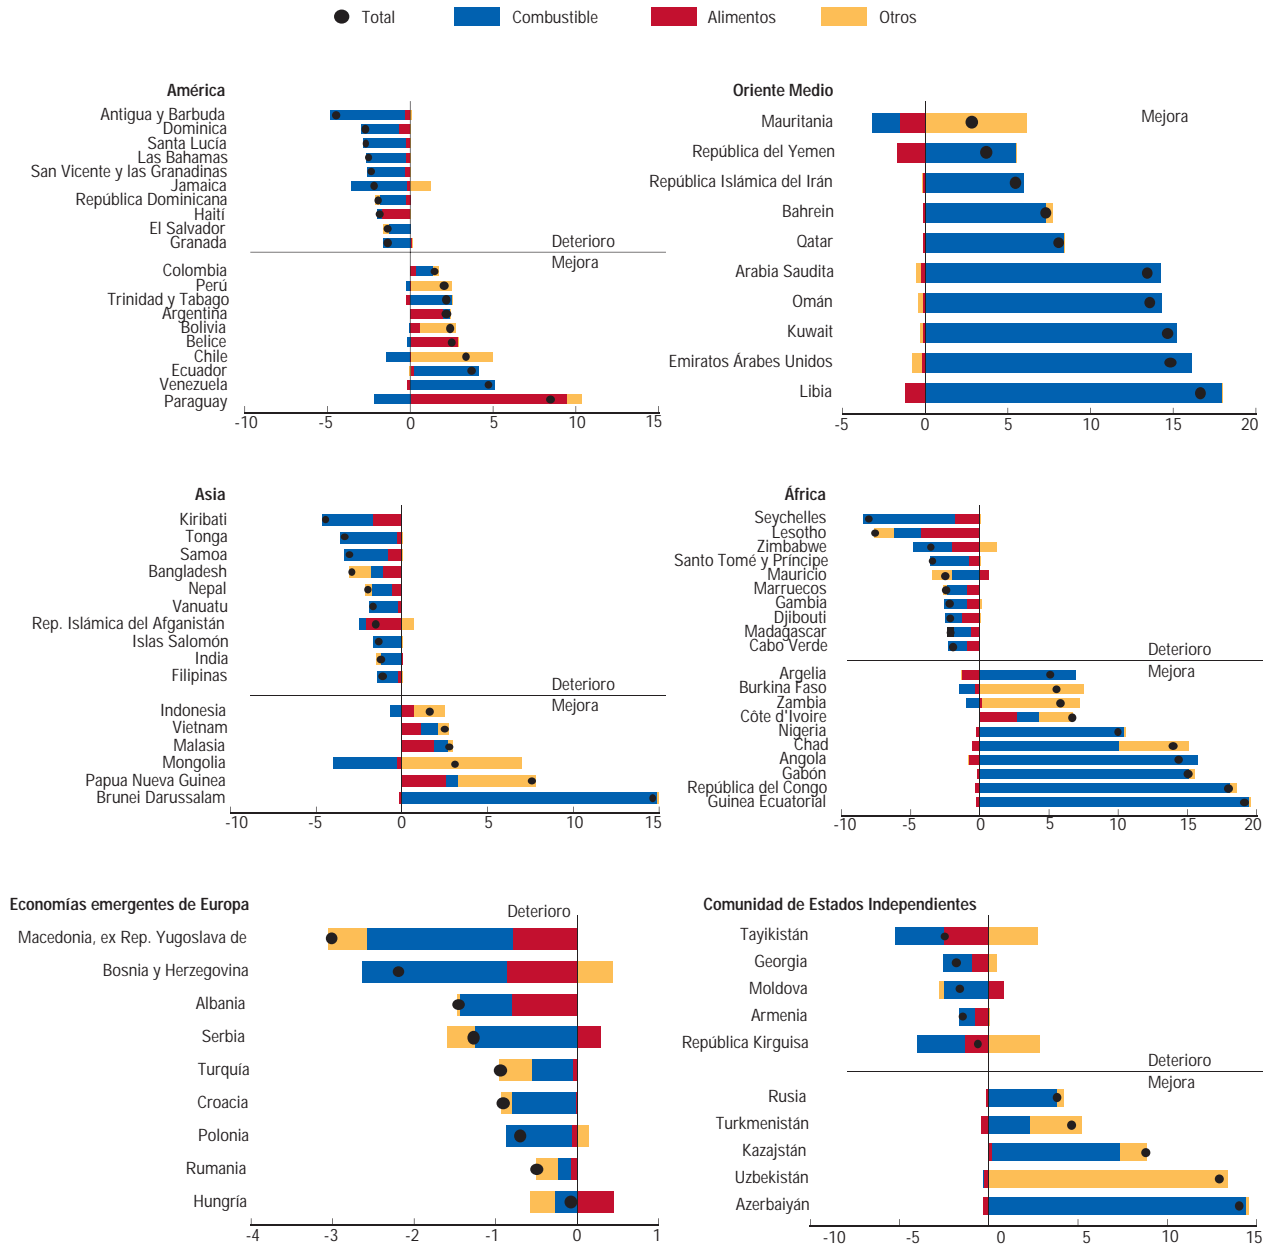 Total Combustible Alimentos Otros
América
Antigua y Barbuda
Dominica
Santa Lucía
Las Bahamas
San Vicente y las Granadinas
Jamaica
República Dominicana
Haití
El Salvador
Granada
Deterioro
Mejora
Colombia
Perú
Trinidad y Tabago
Argentina
Bolivia
Belice
Chile
Ecuador
Venezuela
Paraguay
-10 -5 0 5 10 15
Oriente Medio
Mejora
Mauritania
República del Yemen
República Islámica del Irán
Bahrein
Qatar
Arabia Saudita
Omán
Kuwait
Emiratos Árabes Unidos
Libia
-5 0 5 10 15 20
Asia
Kiribati
Tonga
Samoa
Bangladesh
Nepal
Vanuatu
Rep. Islámica del Afganistán
Islas Salomón
India
Filipinas
Deterioro
Mejora
Indonesia
Vietnam
Malasia
Mongolia
Papua Nueva Guinea
Brunei Darussalam
-10 -5 0 5 10 15
África
Seychelles
Lesotho
Zimbabwe
Santo Tomé y Príncipe
Mauricio
Marruecos
Gambia
Djibouti
Madagascar
Cabo Verde
Deterioro
Mejora
Argelia
Burkina Faso
Zambia
Côte d'Ivoire
Nigeria
Chad
Angola
Gabón
República del Congo
Guinea Ecuatorial
-10 -5 0 5 10 15 20
Economías emergentes de Europa
Deterioro
Macedonia, ex Rep. Yugoslava de
Bosnia y Herzegovina
Albania
Serbia
Turquía
Croacia
Polonia
Rumania
Hungría
-4 -3 -2 -1 0 1
Comunidad de Estados Independientes
Tayikistán
Georgia
Moldova
Armenia
República Kirguisa
Deterioro
Mejora
Rusia
Turkmenistán
Kazajstán
Uzbekistán
Azerbaiyán
-10 -5 0 5 10 15